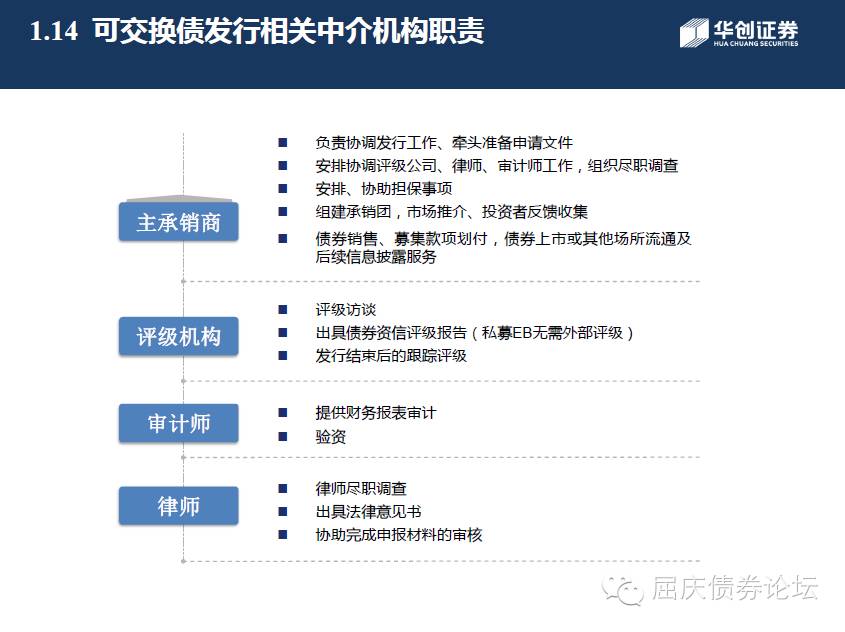 1.14 可交换债发行相关中介机构职责
华创证券
HUA CHUANG SECURITIES
主承销商
负责协调发行工作、牵头准备申请文件
安排协调评级公司、律师、审计师工作，组织尽职调查
安排、协助担保事项
组建承销团，市场推介、投资者反馈收集
债券销售、募集款项划付，债券上市或其他场所流通及
后续信息披露服务
评级机构
评级访谈
出具债券资信评级报告（私募EB无需外部评级）
发行结束后的跟踪评级
审计师
提供财务报表审计
验资
律师
律师尽职调查
出具法律意见书
协助完成申报材料的审核
屈庆债券论坛